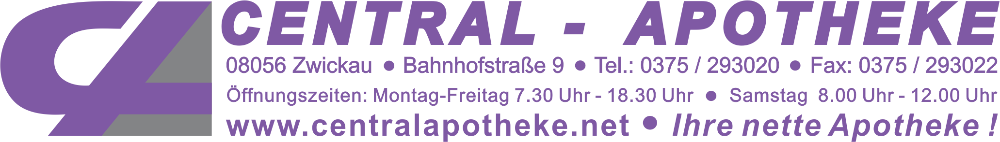 CA
CENTRAL - APOTHEKE
08056 Zwickau • Bahnhofstraße 9 • Tel.: 0375 / 293020 • Fax: 0375 / 293022
Öffnungszeiten: Montag-Freitag 7.30 Uhr - 18.30 Uhr • Samstag 8.00 Uhr - 12.00 Uhr
www.centralapotheke.net • Ihre nette Apotheke !